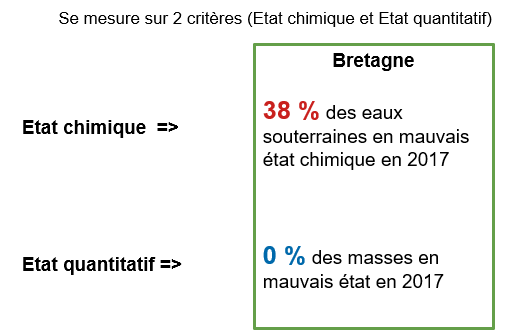 Se mesure sur 2 critères (Etat chimique et Etat quantitatif)
Bretagne
Etat chimique =>
38 % des eaux
souterraines en mauvais
état chimique en 2017
Etat quantitatif =>
0 % des masses en
mauvais état en 2017